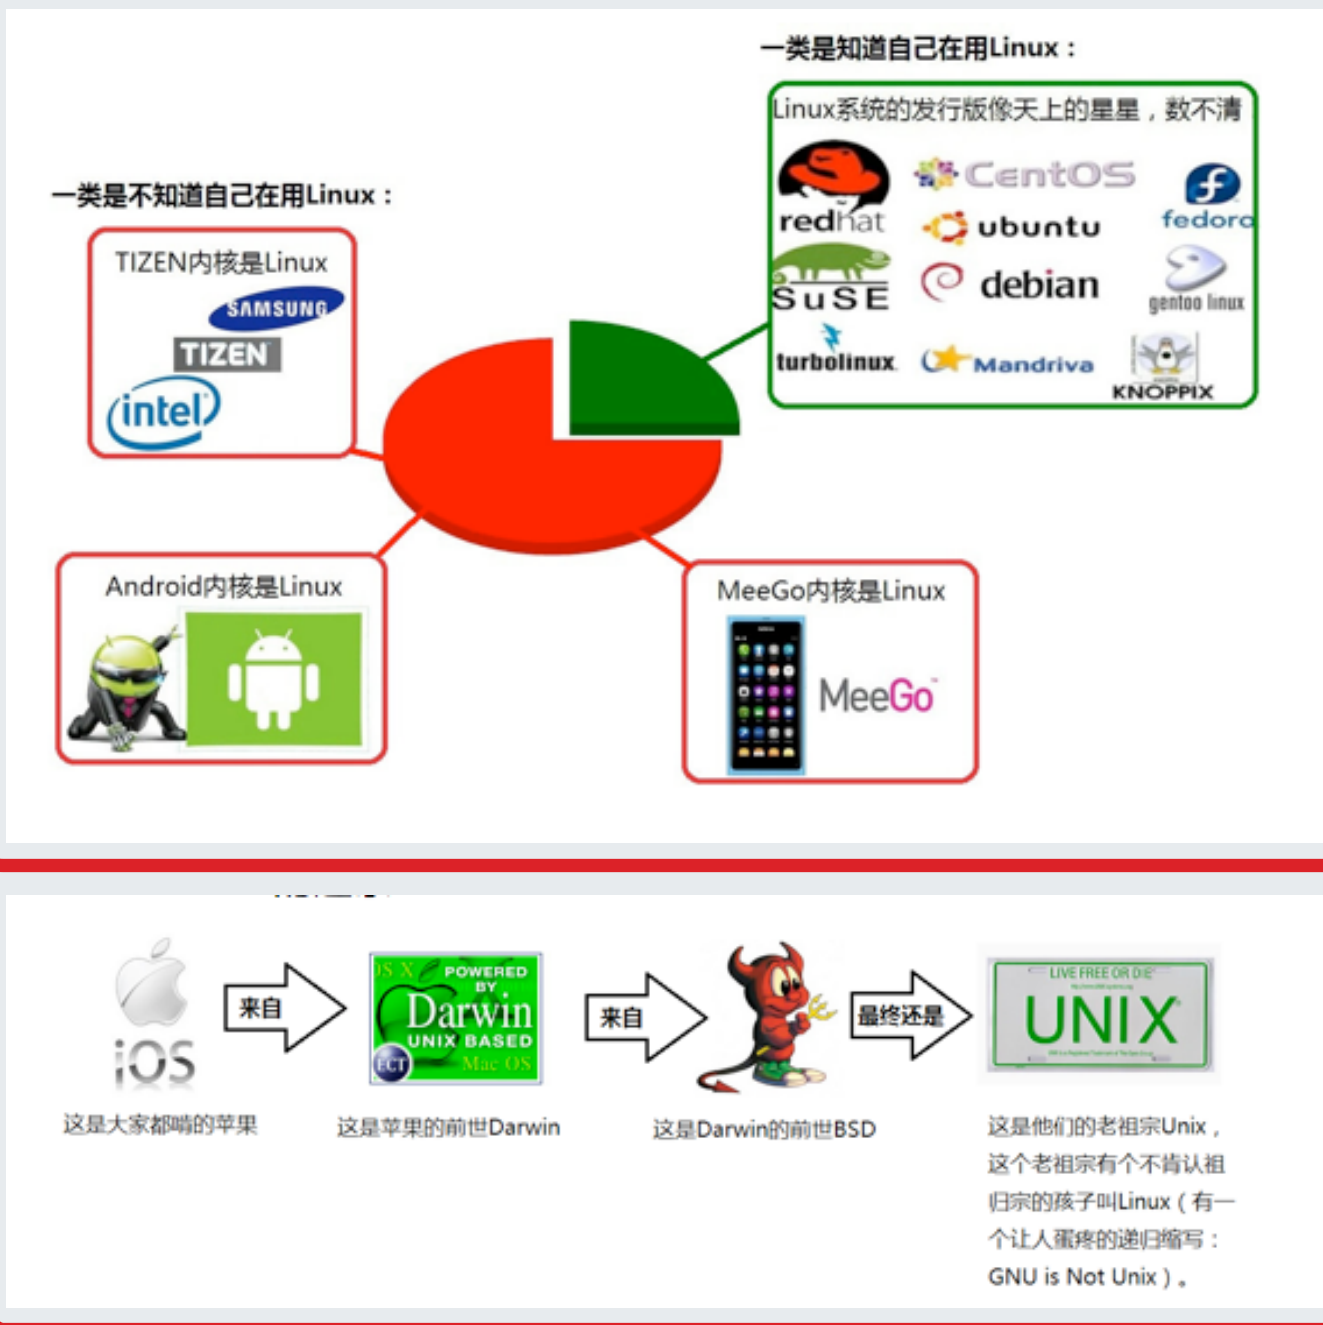 一类是知道自己在用Linux：
Linux系统的发行版像天上的星星，数不清
redhat
CentOS
fedora
ubuntu
SuSE
debian
gentoo linux
turbolinux
Mandriva
KNOPPIX
一类是不知道自己在用Linux：
TIZEN内核是Linux
SAMSUNG
TIZEN
intel
Android内核是Linux
MeeGo内核是Linux
MeeGo
iOS
这是大家都啃的苹果
来自
OS X
POWERED
BY
Darwin
UNIX BASED
Mac OS
ECT
这是苹果的前世Darwin
来自
这是Darwin的前世BSD
最终还是
LIVE FREE OR DIE
UNIX
这是他们的老祖宗Unix，
这个老祖宗有个不肯认祖
归宗的孩子叫Linux（有一
个让人蛋疼的递归缩写：
GNU is Not Unix）。